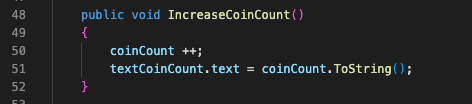 48 public void IncreaseCoinCount()
49 {
50 coinCount ++;
51 textCoinCount.text = coinCount.ToString();
52 }